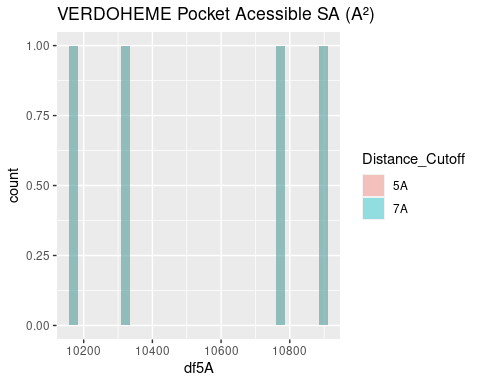 VERDOHEME Pocket Acessible SA (A²)
1.00
0.75
0.50
0.25
0.00
count
10200 10400 10600 10800
df5A
Distance_Cutoff
5A
7A